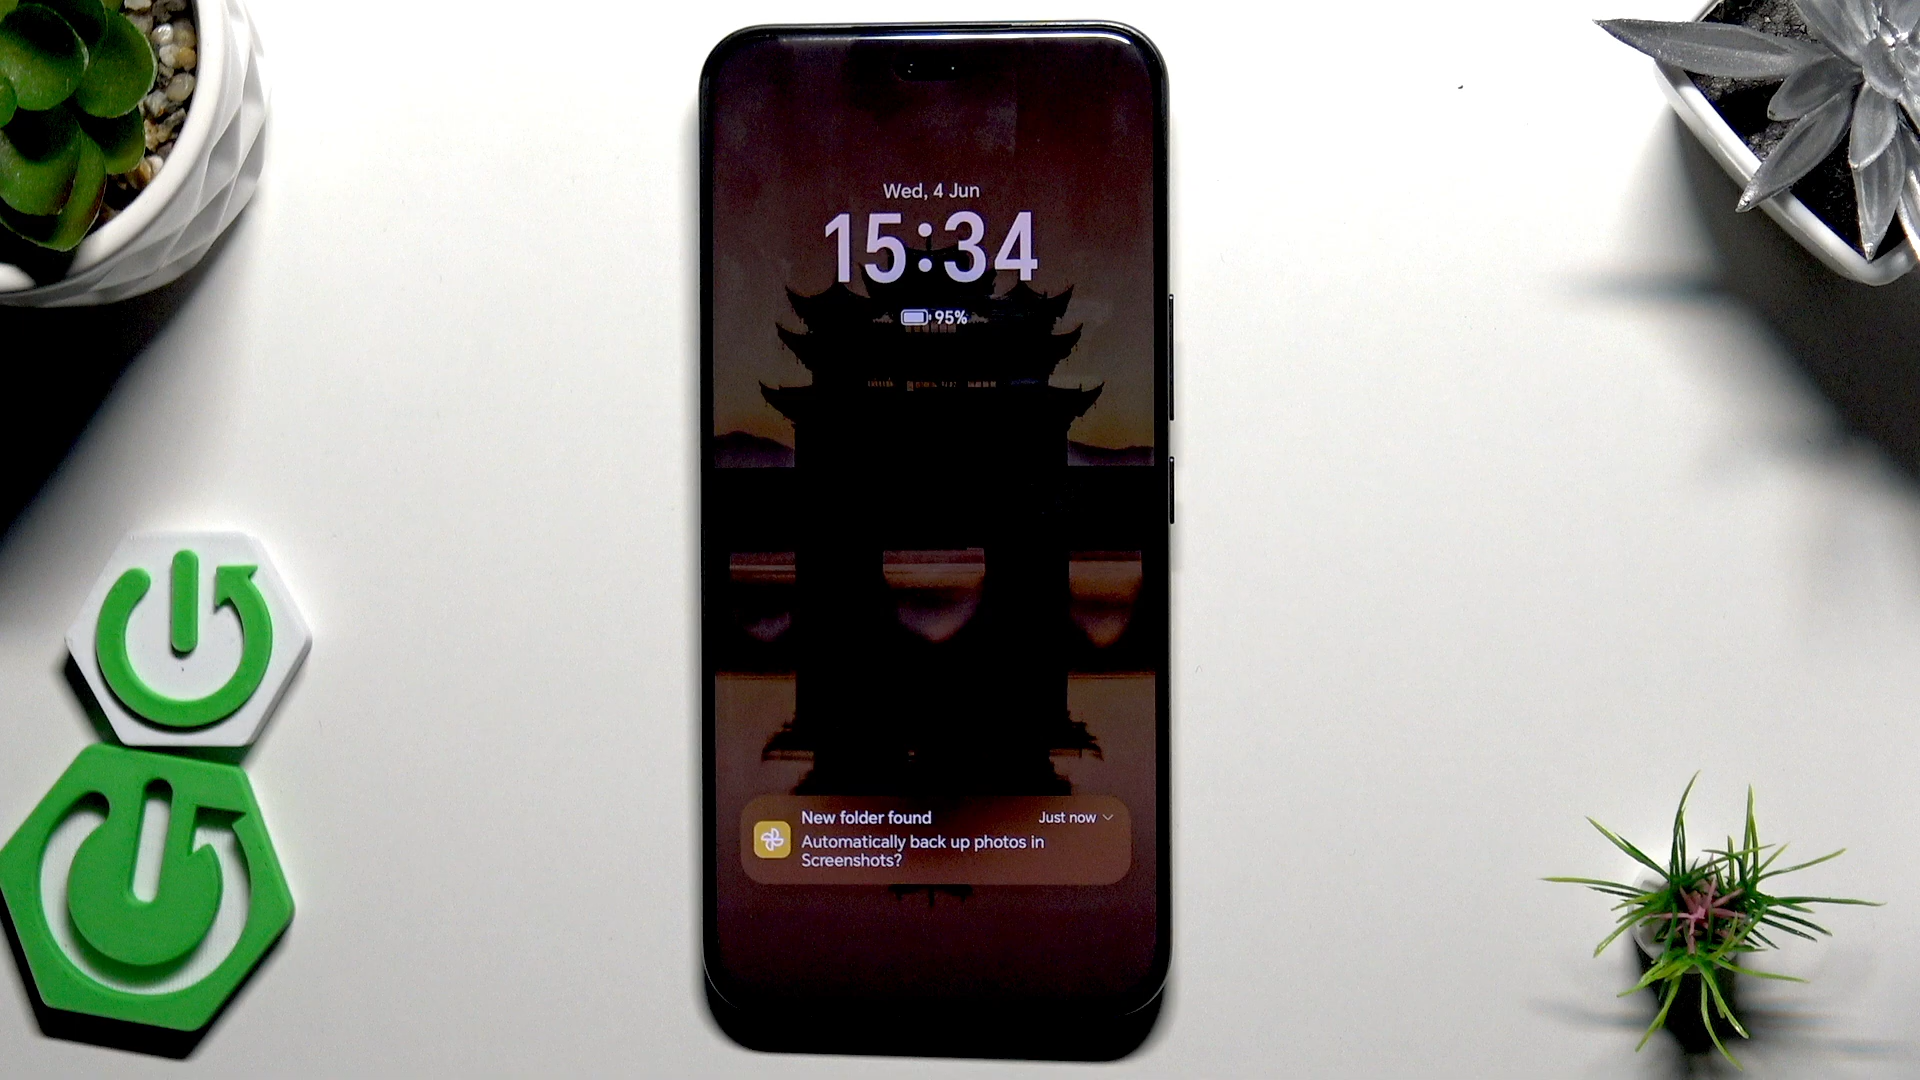 Wed, 4 Jun
15:34
95%
New folder found
Just now
Automatically back up photos in
Screenshots?